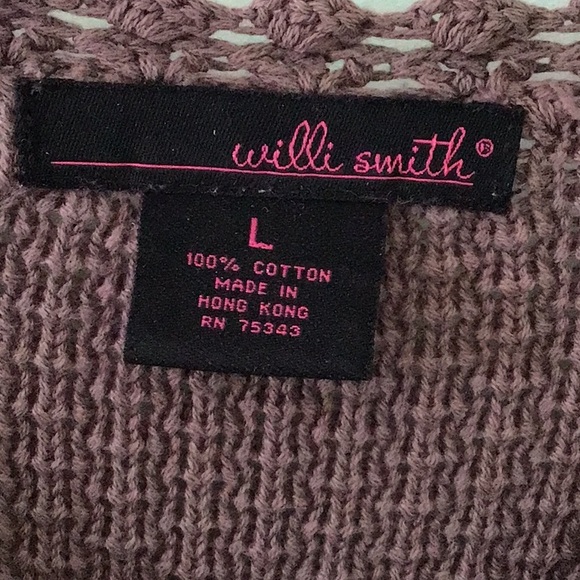 willi smith®
L
100% COTTON
MADE IN
HONG KONG
RN 75343